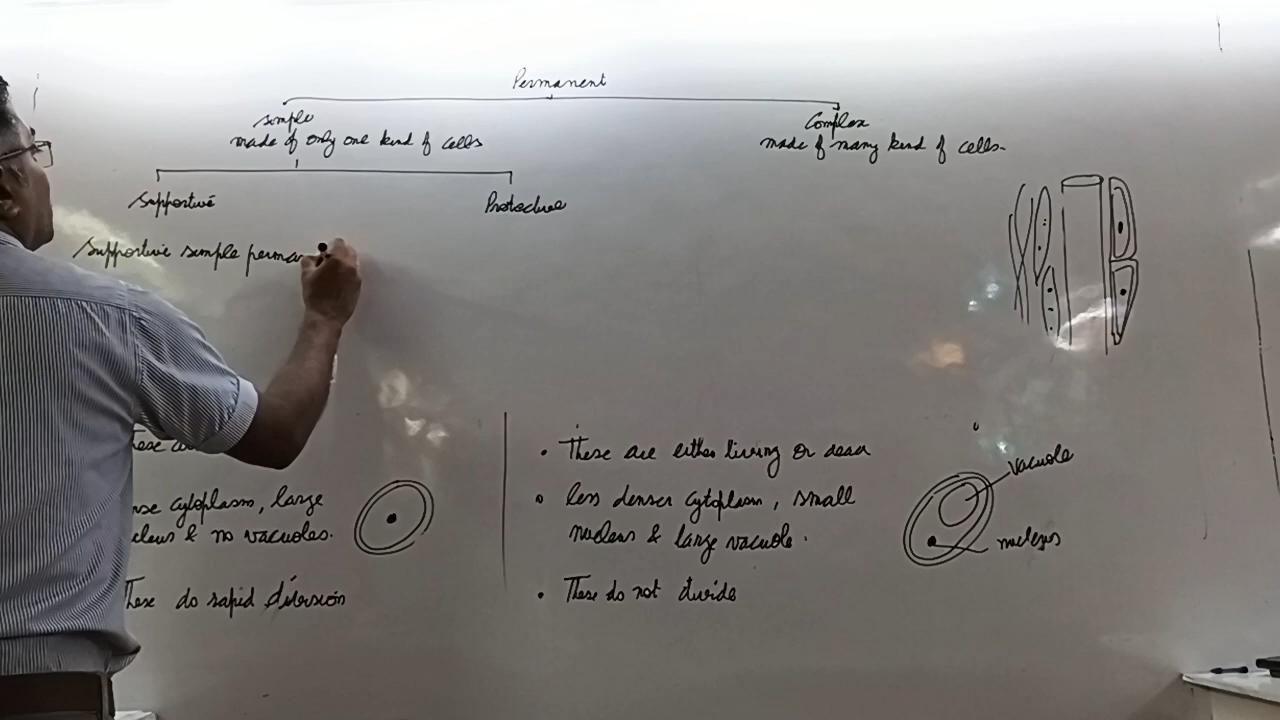 Permanent
simple
made of only one kind of cells
Complex
made of many kind of cells.
Supportive
Protective
Supportive simple perma
These
nse cytoplasm, large
cleus & no vacuoles.
These do rapid division
• These are either living or dead
• less denser cytoplasm, small
nucleus & large vacuole.
• These do not divide
vacuole
nucleus